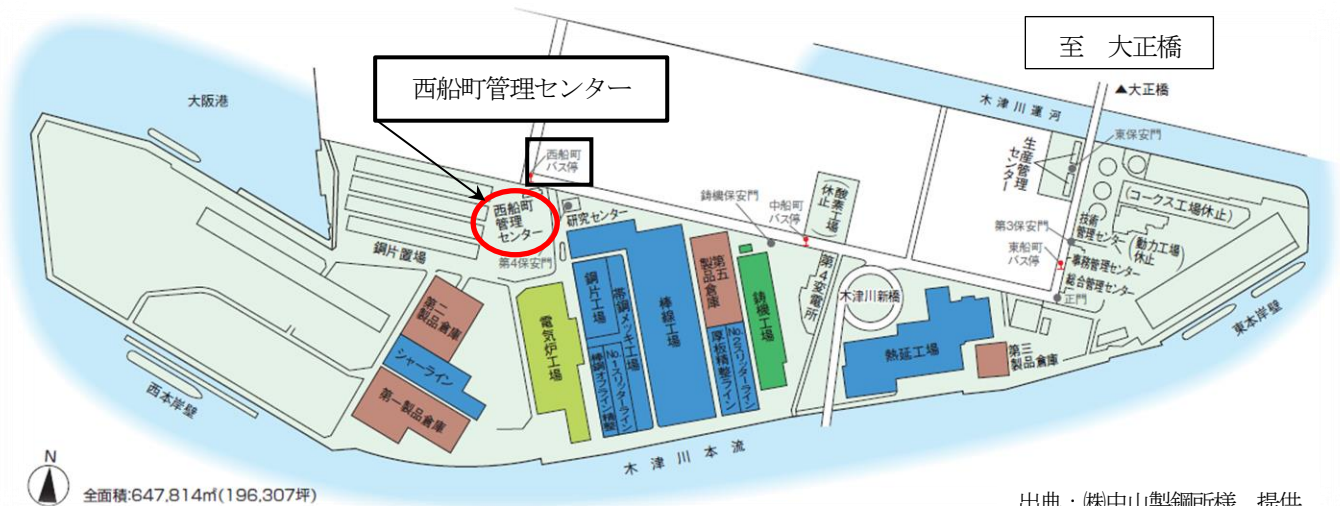 至　大正橋
▲大正橋
西船町管理センター
大阪港
木津川運河
東保安門
生産管理
センター
西船町
バス停
(酸素工場)
休止
鋳機保安門
中船町
バス停
(コークス工場休止)
西船町
管理
センター
研究センター
第4保安門
鋼片置場
技術
管理センター
(動力工場)
休止
第3保安門
東船町
バス停
事務管理センター
総合管理センター
正門
第二
製品倉庫
シャーライン
第一製品倉庫
電気炉工場
鋼片工場
帯鋼メッキ工場
棒鋼オフライン精整
No.1スリッターライン
棒線工場
第五
製品倉庫
厚板精整ライン
No.2スリッターライン
鋳機工場
第4変電所
木津川新橋
熱延工場
第三
製品倉庫
東本岸壁
西本岸壁
木津川本流
N
全面積:647,814㎡(196,307坪)
出典：㈱中山製鋼所様　提供